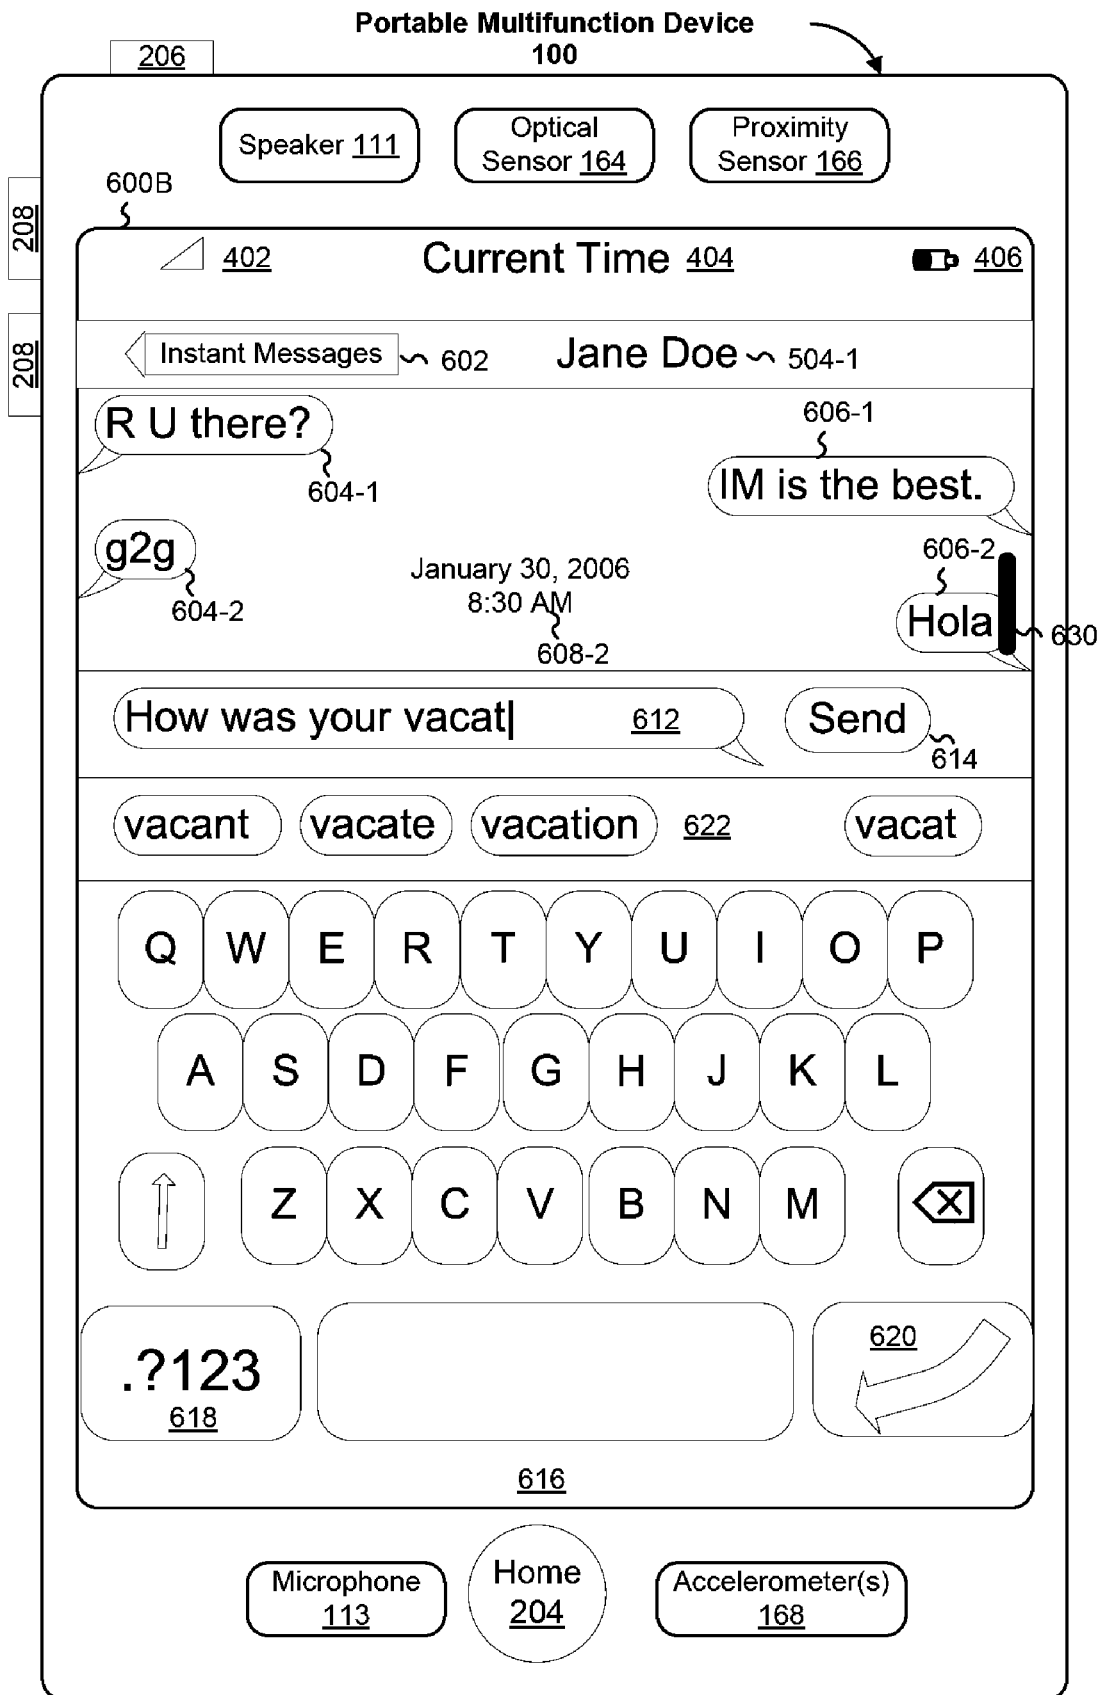 Portable Multifunction Device
100
206
Speaker 111
Optical
Sensor 164
Proximity
Sensor 166
600B
208
208
402
Current Time 404
406
Instant Messages
602
Jane Doe
504-1
R U there?
604-1
606-1
IM is the best.
g2g
604-2
January 30, 2006
8:30 AM
608-2
606-2
Hola
630
How was your vacat
612
Send
614
vacant
vacate
vacation
622
vacat
Q W E R T Y U I O P
A S D F G H J K L
Z X C V B N M
.?123
618
620
616
Microphone
113
Home
204
Accelerometer(s)
168